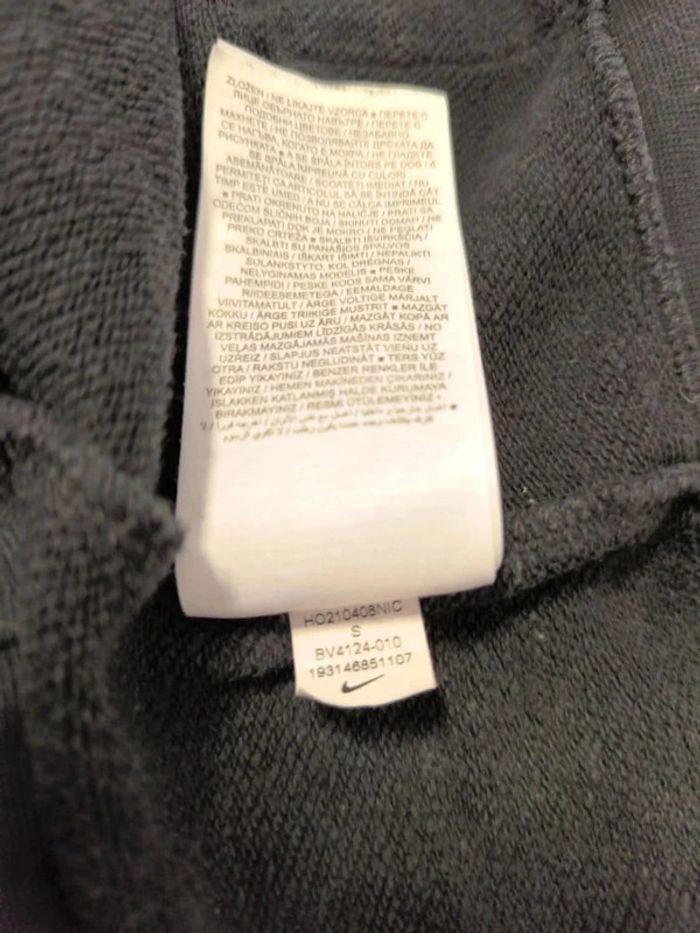 ZLOŽEN / NE LIKAJTE VZORCA ▪ ПЕРЕТЕ С
ЛИЦЕ ОБЪРНАТО НАВЪТРЕ / ПЕРЕТЕ С
ПОДОБНИ ЦВЕТОВЕ / НЕЗАБАВНО
МАХНЕТЕ / НЕ ПОЗВОЛЯВАЙТЕ ДРЕХАТА ДА
СЕ НАГЪВА, КОГАТО Е МОКРА / НЕ ГЛАДЕТЕ
РИСУНКАТА ▪ A SE SPĂLA ÎNTORS PE DOS / A
SE SPĂLA ÎMPREUNĂ CU CULORI
ASEMĂNĂTOARE / SCOATEȚI IMEDIAT / NU
PERMITEȚI CA ARTICOLUL SĂ SE ÎNTINDĂ CÂT
TIMP ESTE UMED / A NU SE CĂLCA IMPRIMEUL
▪ PRATI OKRENUTO NA NALIČJE / PRATI SA
ODEĆOM SLIČNIH BOJA / SKINUTI ODMAH / NE
PREKLAPATI DOK JE MOKRO / NE PEGLATI
PREKO CRTEŽA ▪ SKALBTI IŠVIRKŠČIĄ /
SKALBTI SU PANAŠIOS SPALVOS
SKALBINIAIS / IŠKART IŠIMTI / NEPALIKTI
SULANKSTYTO, KOL DRĖGNAS /
NELYGINAMAS MODELIS ▪ PESKE
PAHEMPIDI / PESKE KOOS SAMA VÄRVI
RIIDEESEMETEGA / EEMALDAGE
VIIVITAMATULT / ÄRGE VOLTIGE MÄRJALT
KOKKU / ÄRGE TRIIKIGE MUSTRIT ▪ MAZGĀT
AR KREISO PUSI UZ ĀRU / MAZGĀT KOPĀ AR
IZSTRĀDĀJUMIEM LĪDZĪGĀS KRĀSĀS / NO
VEĻAS MAZGĀJAMĀS MAŠĪNAS IZŅEMT
UZREIZ / SLAPJUS NEATSTĀT VIENU UZ
OTRA / RAKSTU NEGLUDINĀT ▪ TERS YÜZ
EDİP YIKAYINIZ / BENZER RENKLER İLE
YIKAYINIZ / HEMEN MAKİNEDEN ÇIKARINIZ /
ISLAKKEN KATLANMIŞ HALDE KURUMAYA
BIRAKMAYINIZ / RESMİ ÜTÜLEMEYİNİZ ▪
HO210408NIC
S
BV4124-010
193146851107